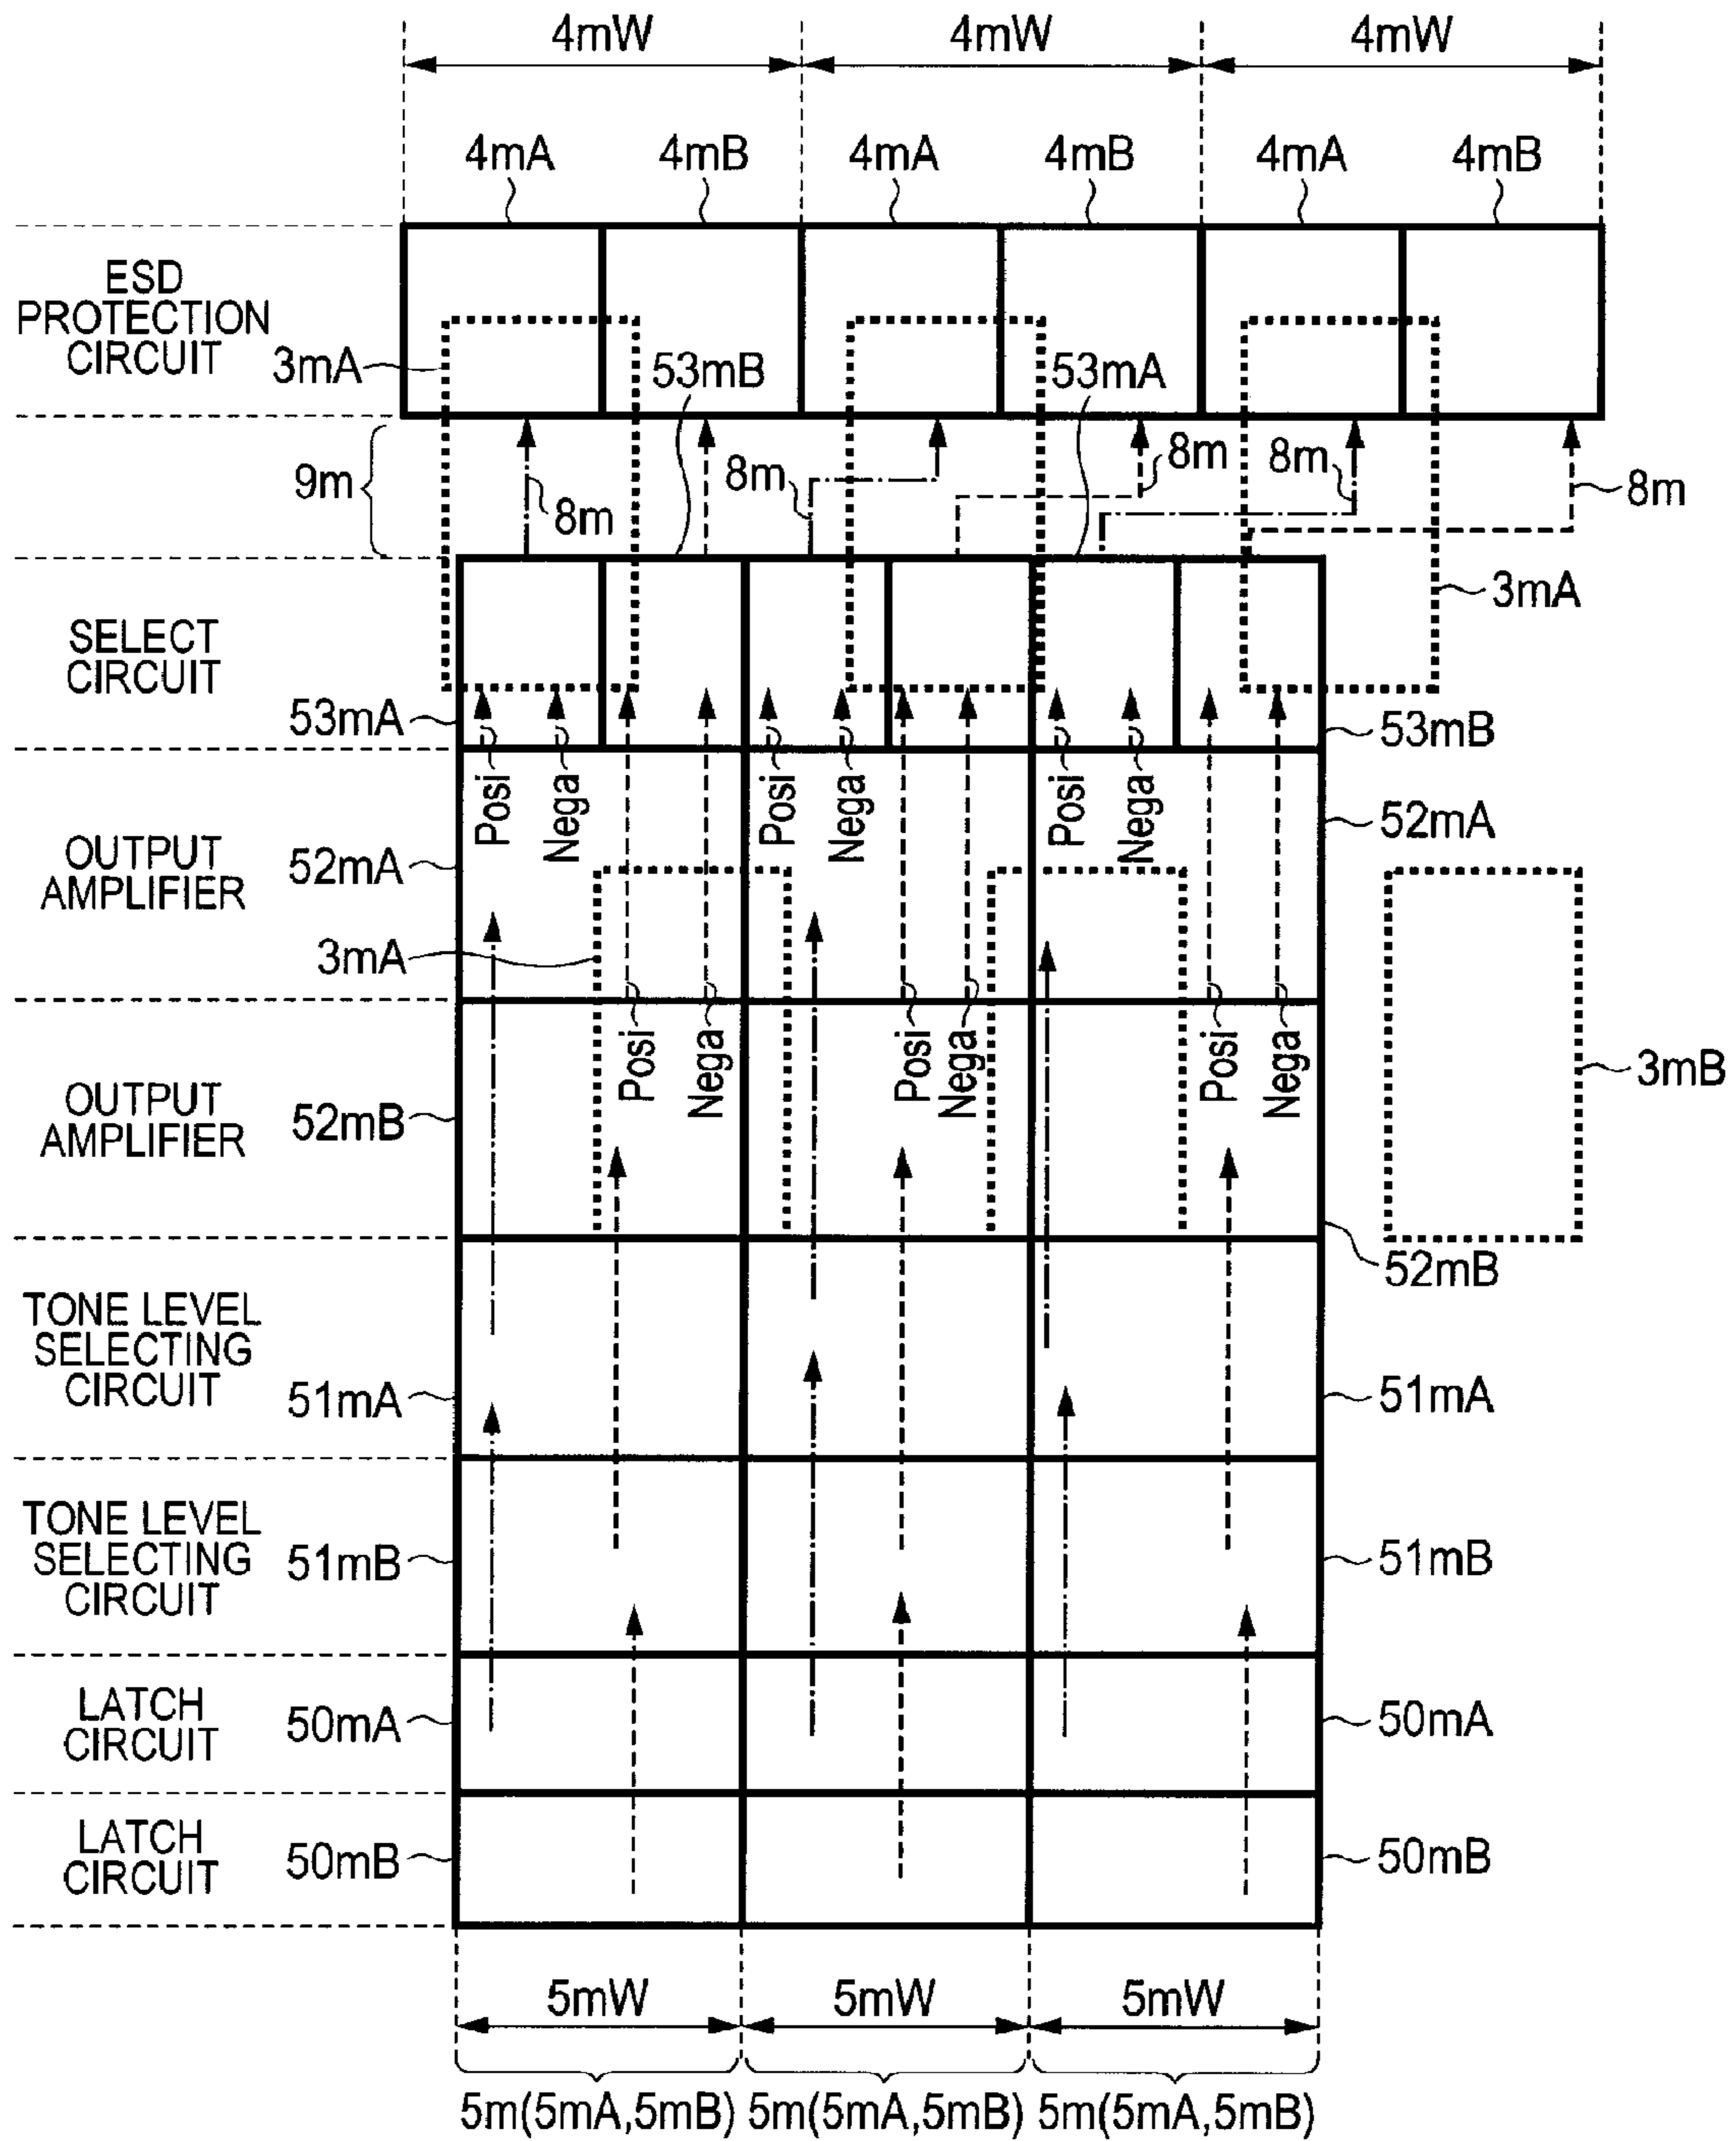 4mW 4mW 4mW
4mA 4mB 4mA 4mB 4mA 4mB
ESD
PROTECTION
CIRCUIT
3mA
53mB
53mA
9m
8m
8m
8m
8m
8m
3mA
SELECT
CIRCUIT
53mA
53mB
Posi Nega Posi Nega Posi Nega
OUTPUT
AMPLIFIER
52mA
52mA
3mA
Posi Nega Posi Nega Posi Nega
3mB
OUTPUT
AMPLIFIER
52mB
52mB
TONE LEVEL
SELECTING
CIRCUIT
51mA
51mA
TONE LEVEL
SELECTING
CIRCUIT
51mB
51mB
LATCH
CIRCUIT
50mA
50mA
LATCH
CIRCUIT
50mB
50mB
5mW 5mW 5mW
5m(5mA,5mB) 5m(5mA,5mB) 5m(5mA,5mB)